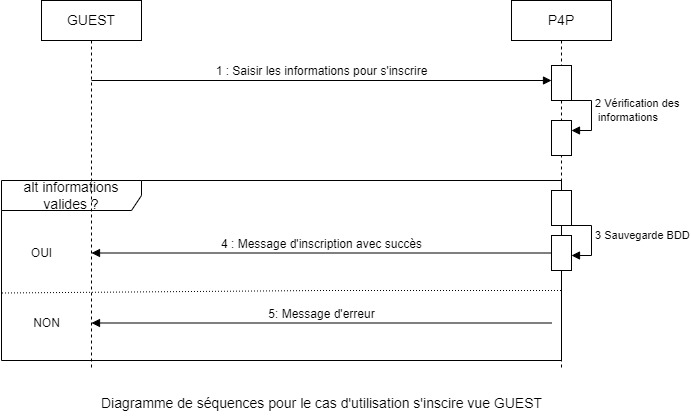 GUEST
P4P
1 : Saisir les informations pour s'inscrire
2 Vérification des
informations
alt informations
valides ?
3 Sauvegarde BDD
4 : Message d'inscription avec succès
OUI
5: Message d'erreur
NON
Diagramme de séquences pour le cas d'utilisation s'inscire vue GUEST